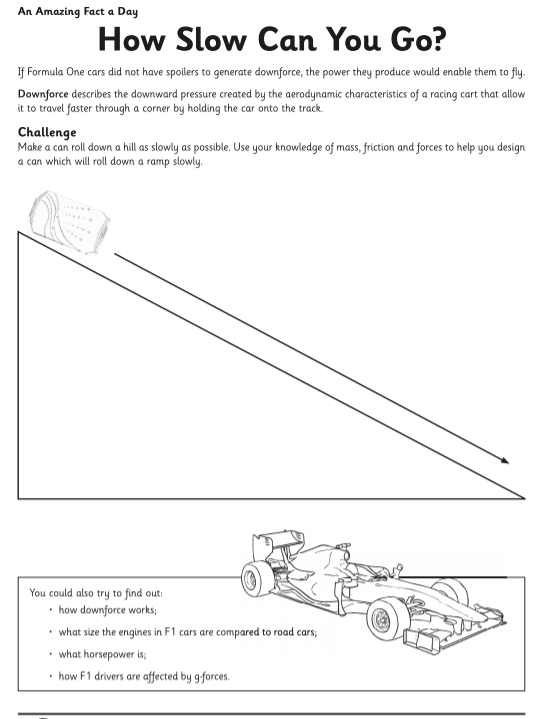 An Amazing Fact a Day
How Slow Can You Go?
If Formula One cars did not have spoilers to generate downforce, the power they produce would enable them to fly.
Downforce describes the downward pressure created by the aerodynamic characteristics of a racing cart that allow
it to travel faster through a corner by holding the car onto the track.
Challenge
Make a can roll down a hill as slowly as possible. Use your knowledge of mass, friction and forces to help you design
a can which will roll down a ramp slowly.
You could also try to find out:
• how downforce works;
• what size the engines in F1 cars are compared to road cars;
• what horsepower is;
• how F1 drivers are affected by g-forces.